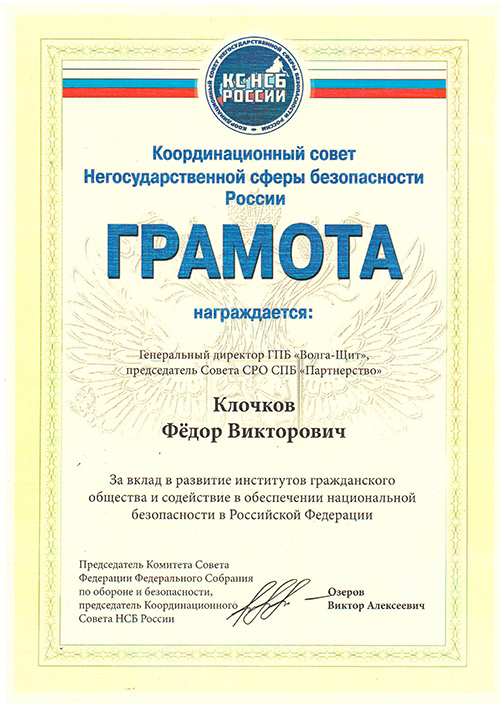 КООРДИНАЦИОННЫЙ СОВЕТ НЕГОСУДАРСТВЕННОЙ СФЕРЫ БЕЗОПАСНОСТИ РОССИИ
КС НСБ
РОССИИ
Координационный совет
Негосударственной сферы безопасности
России
ГРАМОТА
награждается:
Генеральный директор ГПБ «Волга-Щит»,
председатель Совета СРО СПБ «Партнерство»
Клочков
Фёдор Викторович
За вклад в развитие институтов гражданского
общества и содействие в обеспечении национальной
безопасности в Российской Федерации
Председатель Комитета Совета
Федерации Федерального Собрания
по обороне и безопасности,
председатель Координационного
Совета НСБ России
Озеров
Виктор Алексеевич